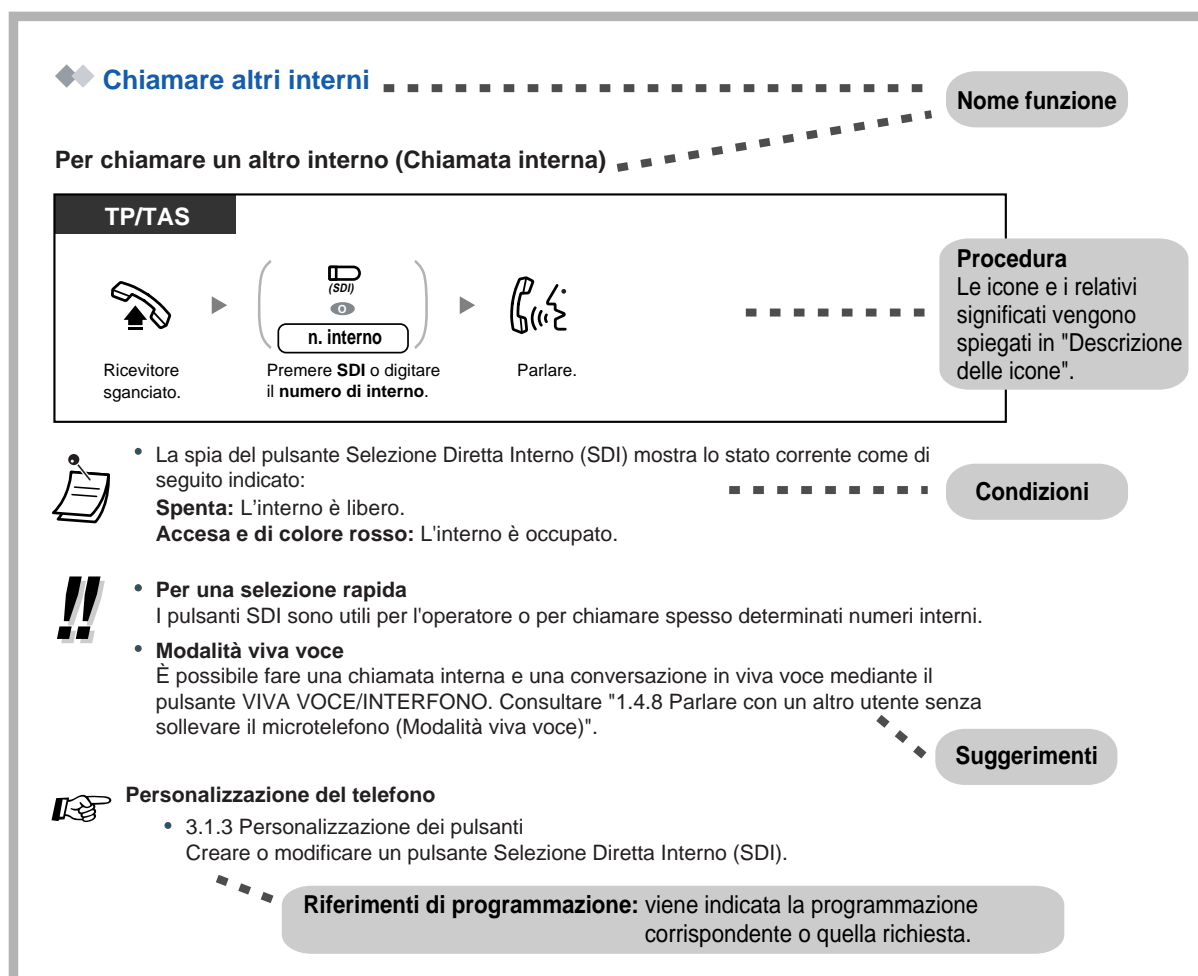 Chiamare altri interni
Nome funzione
Per chiamare un altro interno (Chiamata interna)
TP/TAS
(SDI)
O
n. interno
Ricevitore
sganciato.
Premere SDI o digitare
il numero di interno.
Parlare.
Procedura
Le icone e i relativi
significati vengono
spiegati in "Descrizione
delle icone".
• La spia del pulsante Selezione Diretta Interno (SDI) mostra lo stato corrente come di
seguito indicato:
Spenta: L'interno è libero.
Accesa e di colore rosso: L'interno è occupato.
Condizioni
!!
• Per una selezione rapida
I pulsanti SDI sono utili per l'operatore o per chiamare spesso determinati numeri interni.
• Modalità viva voce
È possibile fare una chiamata interna e una conversazione in viva voce mediante il
pulsante VIVA VOCE/INTERFONO. Consultare "1.4.8 Parlare con un altro utente senza
sollevare il microtelefono (Modalità viva voce)".
Suggerimenti
Personalizzazione del telefono
• 3.1.3 Personalizzazione dei pulsanti
Creare o modificare un pulsante Selezione Diretta Interno (SDI).
Riferimenti di programmazione: viene indicata la programmazione
corrispondente o quella richiesta.